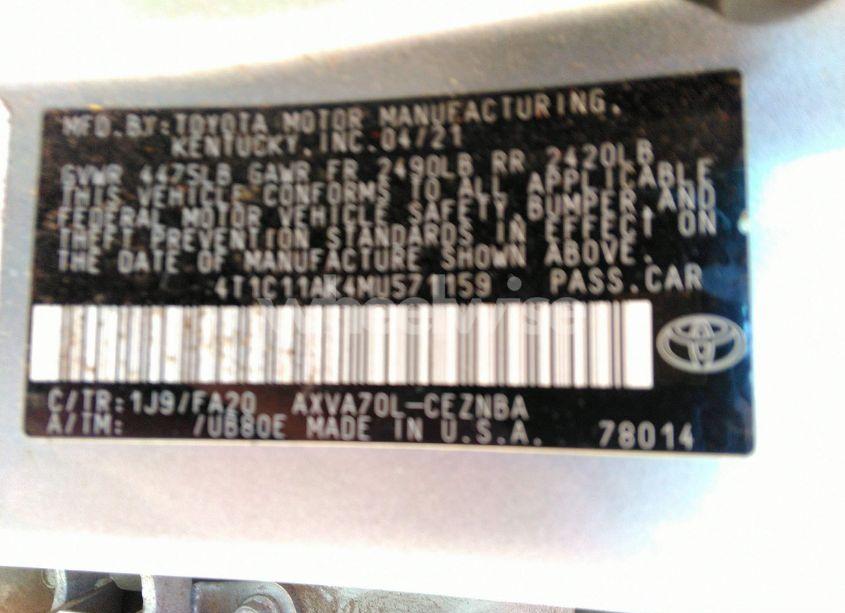 MFD.BY:TOYOTA MOTOR MANUFACTURING,
KENTUCKY,INC.04/21
GVWR 4475LB GAWR FR 2490LB RR 2420LB
THIS VEHICLE CONFORMS TO ALL APPLICABLE
FEDERAL MOTOR VEHICLE SAFETY,BUMPER,AND
THEFT PREVENTION STANDARDS IN EFFECT ON
THE DATE OF MANUFACTURE SHOWN ABOVE.
4T1C11AK4MU571159 PASS.CAR
wheelwise
C/TR:1J9/FA20 AXVA70L-CEZNBA
A/TM: /UB80E MADE IN U.S.A. 78014